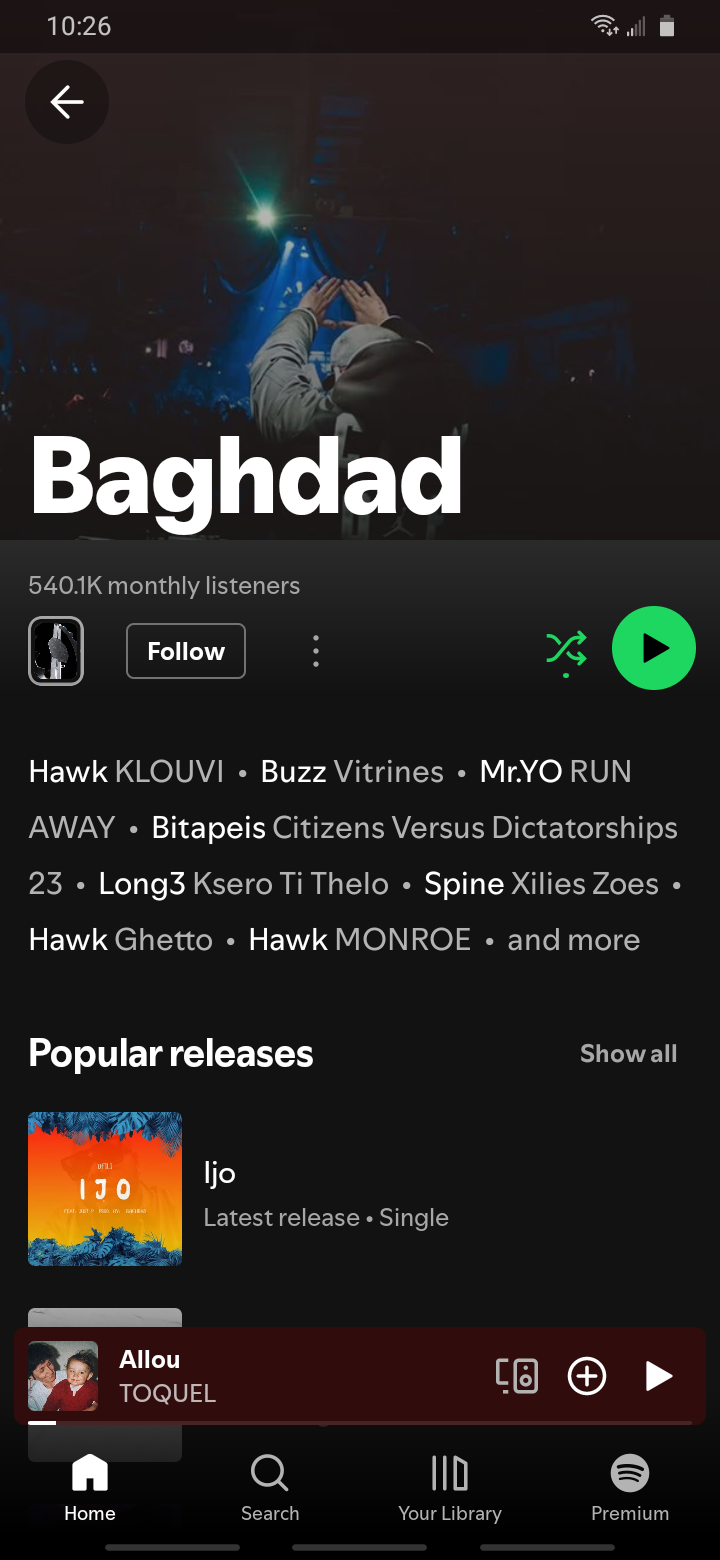 10:26
Baghdad
540.1K monthly listeners
Follow
Hawk KLOUVI • Buzz Vitrines • Mr.YO RUN
AWAY • Bitapeis Citizens Versus Dictatorships
23 • Long3 Ksero Ti Thelo • Spine Xilies Zoes •
Hawk Ghetto • Hawk MONROE • and more
Popular releases
Show all
IJO
Ijo
Latest release • Single
Allou
TOQUEL
Home
Search
Your Library
Premium